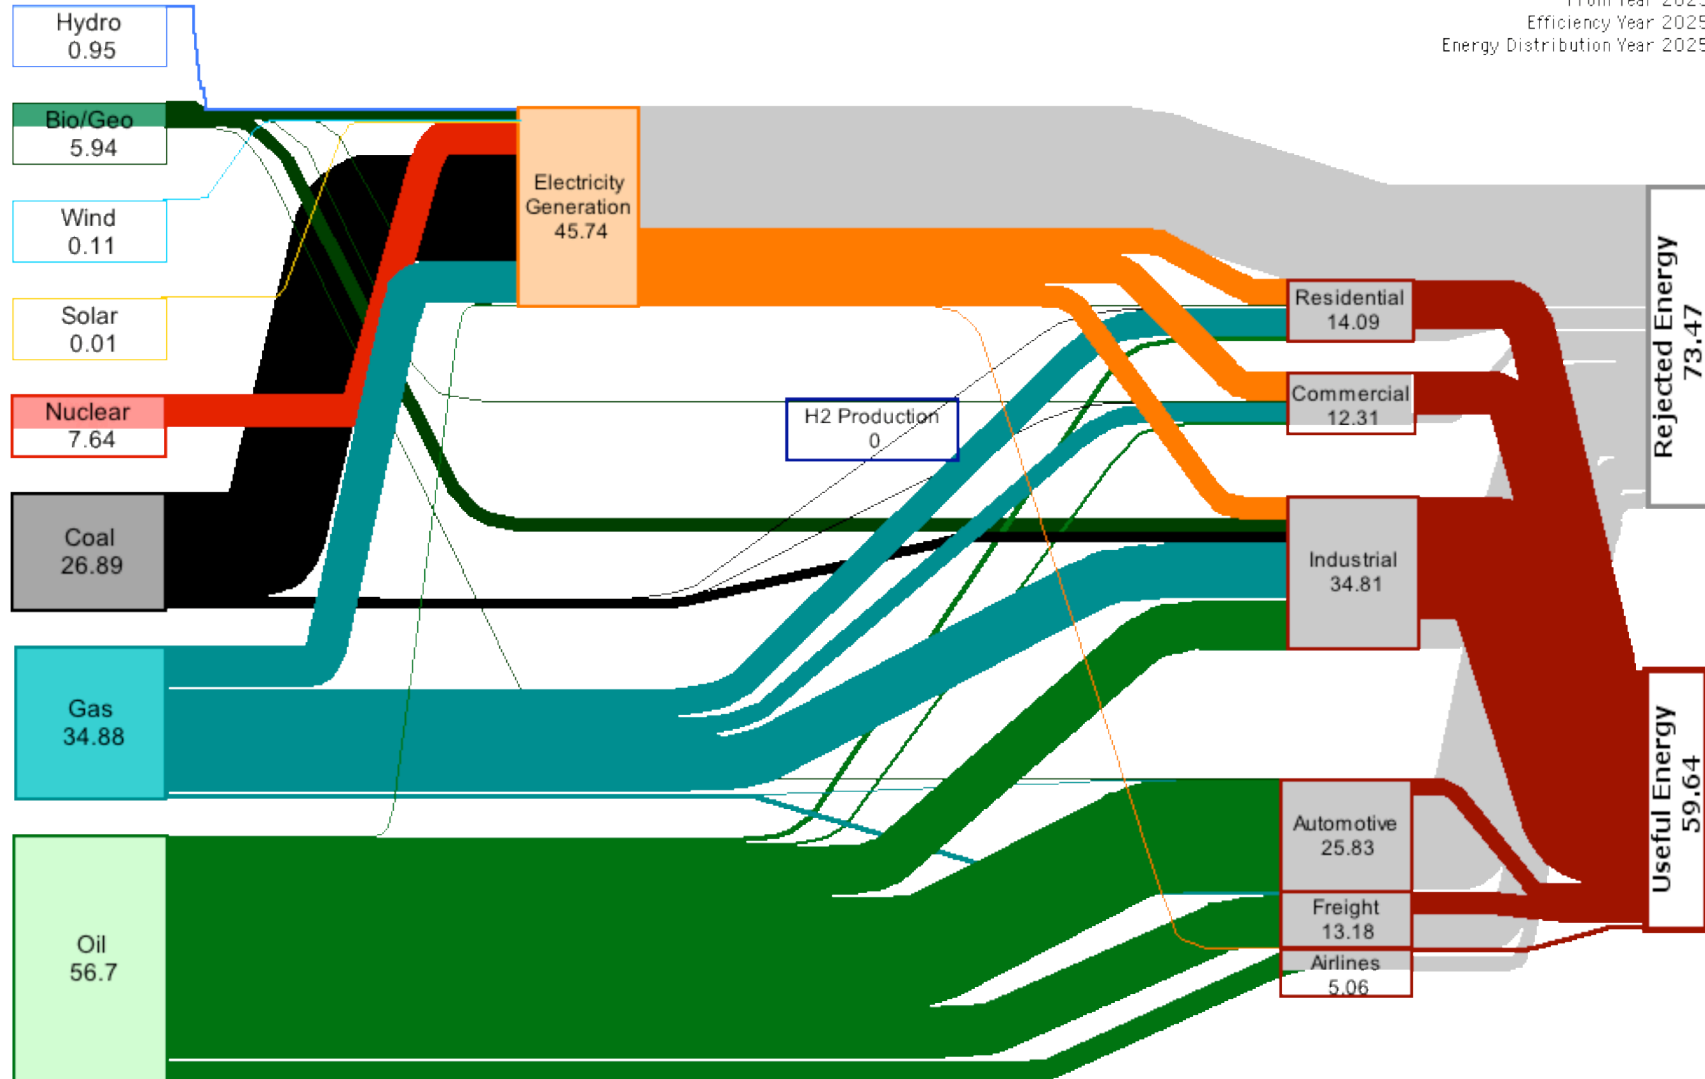 From Year 2025
Efficiency Year 2025
Energy Distribution Year 2025
Hydro
0.95
Bio/Geo
5.94
Wind
0.11
Solar
0.01
Nuclear
7.64
Coal
26.89
Gas
34.88
Oil
56.7
Electricity
Generation
45.74
H2 Production
0
Residential
14.09
Commercial
12.31
Industrial
34.81
Automotive
25.83
Freight
13.18
Airlines
5.06
Rejected Energy
73.47
Useful Energy
59.64